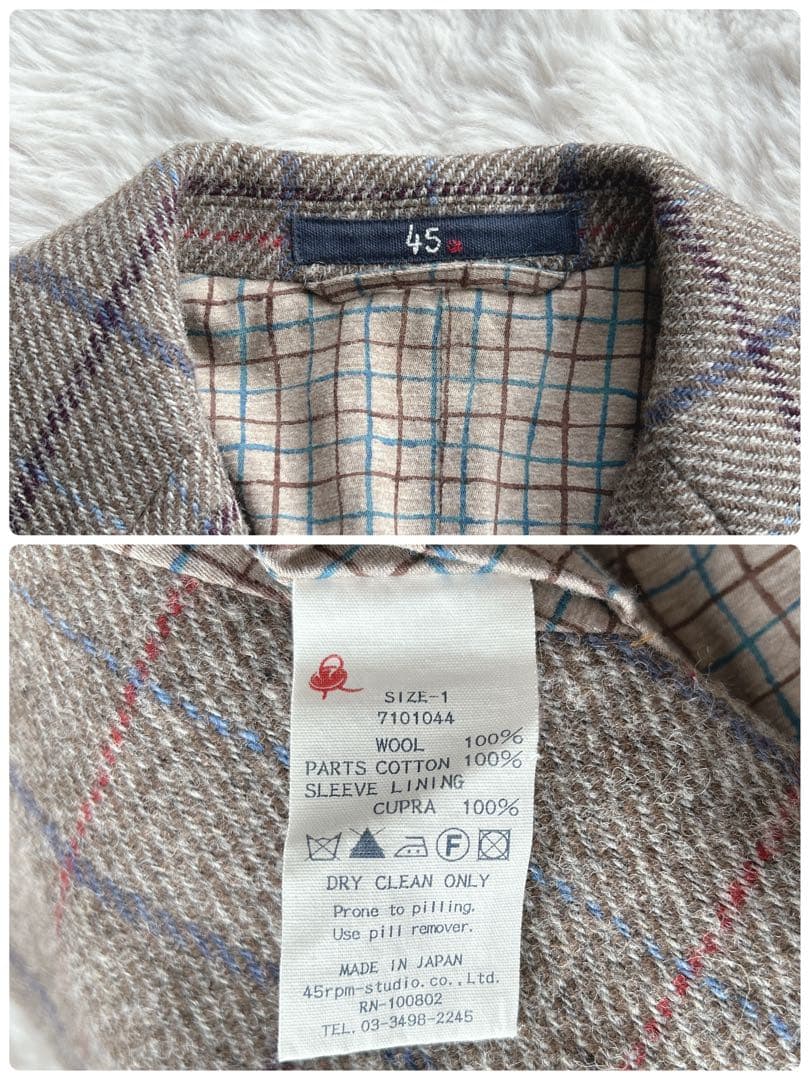 45
SIZE-1
7101044
WOOL 100%
PARTS COTTON 100%
SLEEVE LINING
CUPRA 100%
F
DRY CLEAN ONLY
Prone to pilling.
Use pill remover.
MADE IN JAPAN
45rpm-studio.co.,Ltd.
RN-100802
TEL. 03-3498-2245